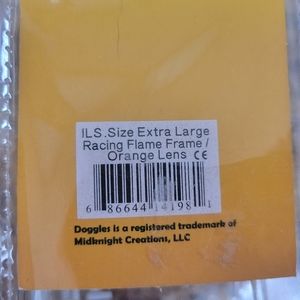 ILS.Size Extra Large
Racing Flame Frame /
Orange Lens CE
6 86644 14198 1
Doggles is a registered trademark of
Midknight Creations, LLC